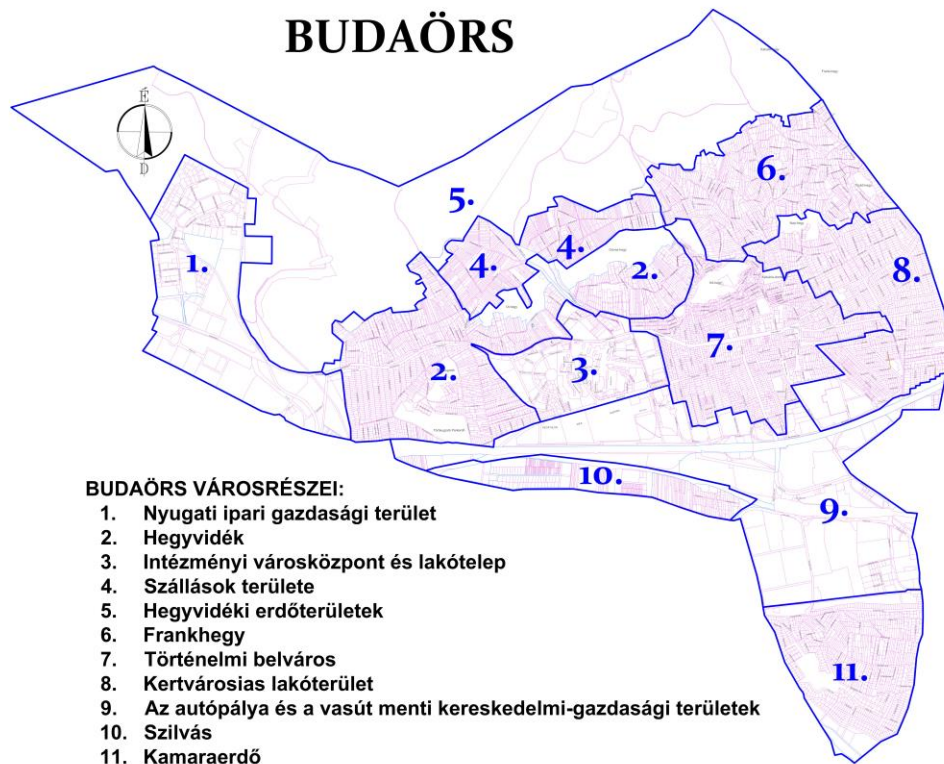 BUDAÖRS
É
D
6.
5.
4.
1.
4.
2.
8.
7.
2.
3.
10.
9.
11.
BUDAÖRS VÁROSRÉSZEI:
1. Nyugati ipari gazdasági terület
2. Hegyvidék
3. Intézményi városközpont és lakótelep
4. Szállások területe
5. Hegyvidéki erdőterületek
6. Frankhegy
7. Történelmi belváros
8. Kertvárosias lakóterület
9. Az autópálya és a vasút menti kereskedelmi-gazdasági területek
10. Szilvás
11. Kamaraerdő